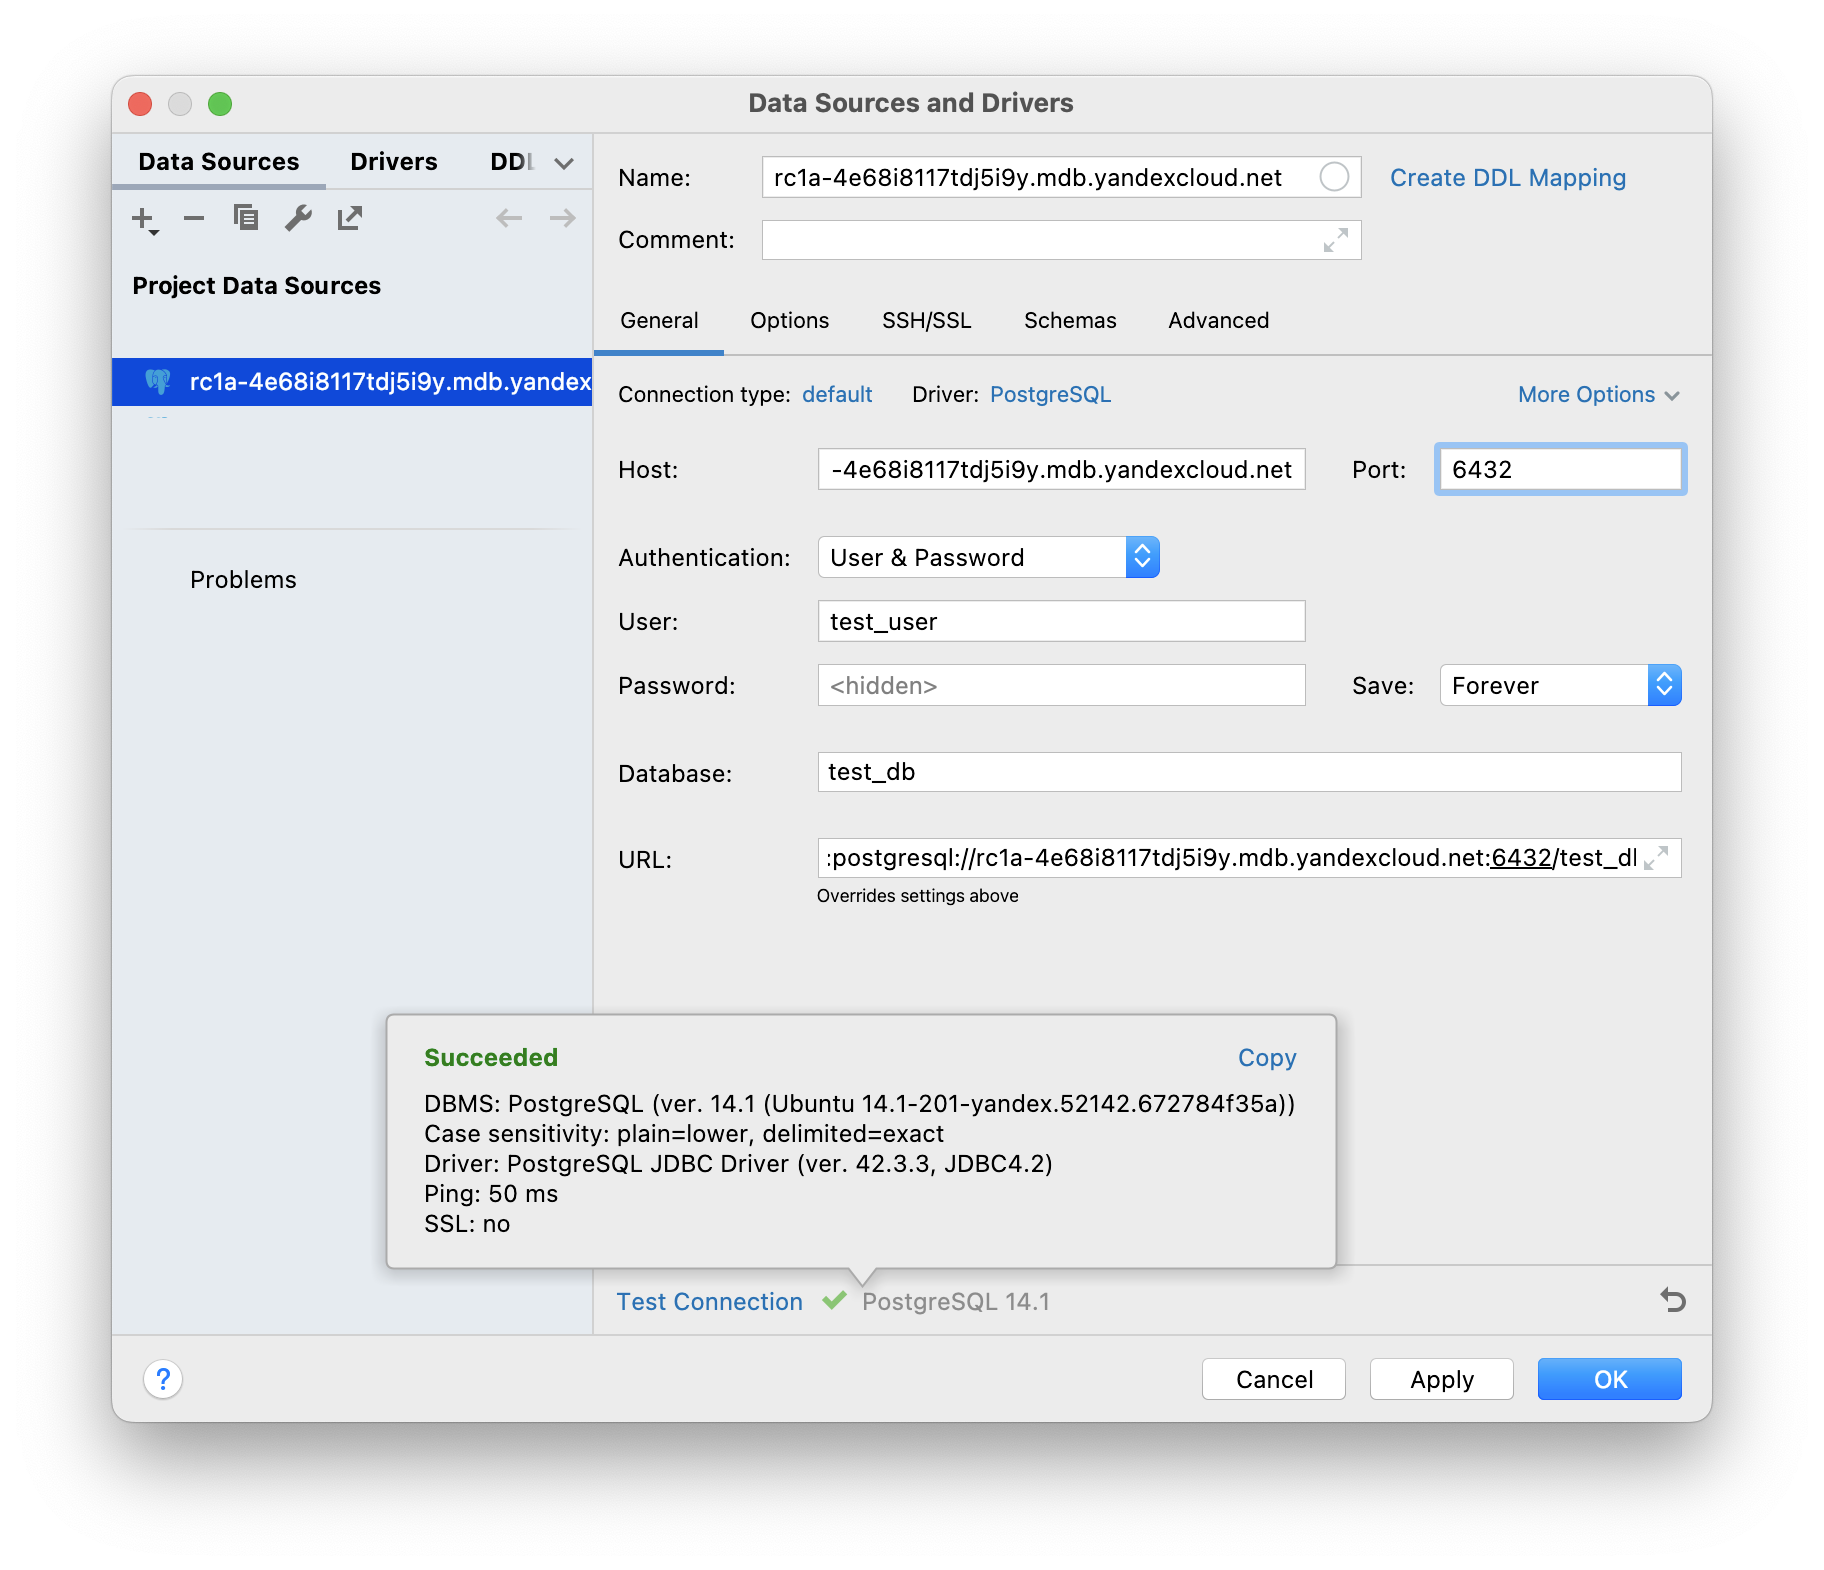 Data Sources and Drivers
Data Sources Drivers DDL
Project Data Sources
rc1a-4e68i8117tdj5i9y.mdb.yandex
Problems
Name: rc1a-4e68i8117tdj5i9y.mdb.yandexcloud.net Create DDL Mapping
Comment:
General Options SSH/SSL Schemas Advanced
Connection type: default Driver: PostgreSQL More Options
Host: -4e68i8117tdj5i9y.mdb.yandexcloud.net Port: 6432
Authentication: User & Password
User: test_user
Password: <hidden> Save: Forever
Database: test_db
URL: :postgresql://rc1a-4e68i8117tdj5i9y.mdb.yandexcloud.net:6432/test_db
Overrides settings above
Succeeded Copy
DBMS: PostgreSQL (ver. 14.1 (Ubuntu 14.1-201-yandex.52142.672784f35a))
Case sensitivity: plain=lower, delimited=exact
Driver: PostgreSQL JDBC Driver (ver. 42.3.3, JDBC4.2)
Ping: 50 ms
SSL: no
Test Connection PostgreSQL 14.1
? Cancel Apply OK